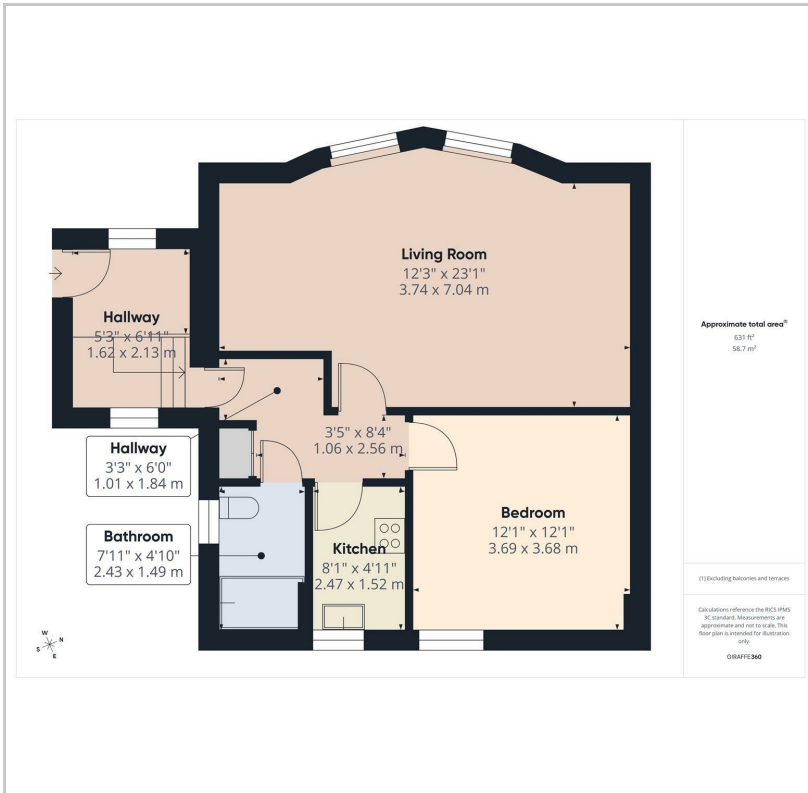 Living Room
12'3" x 23'1"
3.74 x 7.04 m
Hallway
5'3" x 6'11"
1.62 x 2.13 m
Hallway
3'3" x 6'0"
1.01 x 1.84 m
3'5" x 8'4"
1.06 x 2.56 m
Bathroom
7'11" x 4'10"
2.43 x 1.49 m
Kitchen
8'1" x 4'11"
2.47 x 1.52 m
Bedroom
12'1" x 12'1"
3.69 x 3.68 m
W
N
S
E
Approximate total area⁽¹⁾
631 ft²
58.7 m²
(1) Excluding balconies and terraces
Calculations reference the RICS IPMS
3C standard. Measurements are
approximate and not to scale. This
floor plan is intended for illustration
only.
GIRAFFE360